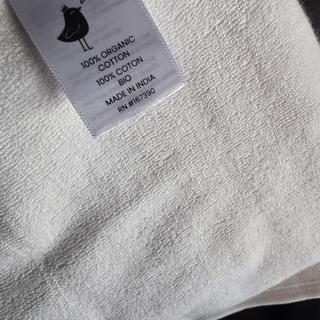 100% ORGANIC
COTTON
100% COTON
BIO
MADE IN INDIA
RN #167390